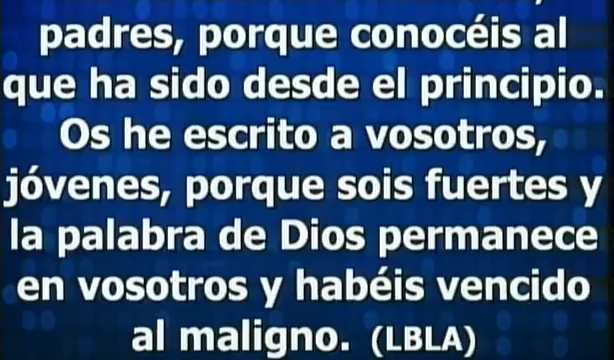 padres, porque conocéis al
que ha sido desde el principio.
Os he escrito a vosotros,
jóvenes, porque sois fuertes y
la palabra de Dios permanece
en vosotros y habéis vencido
al maligno. (LBLA)